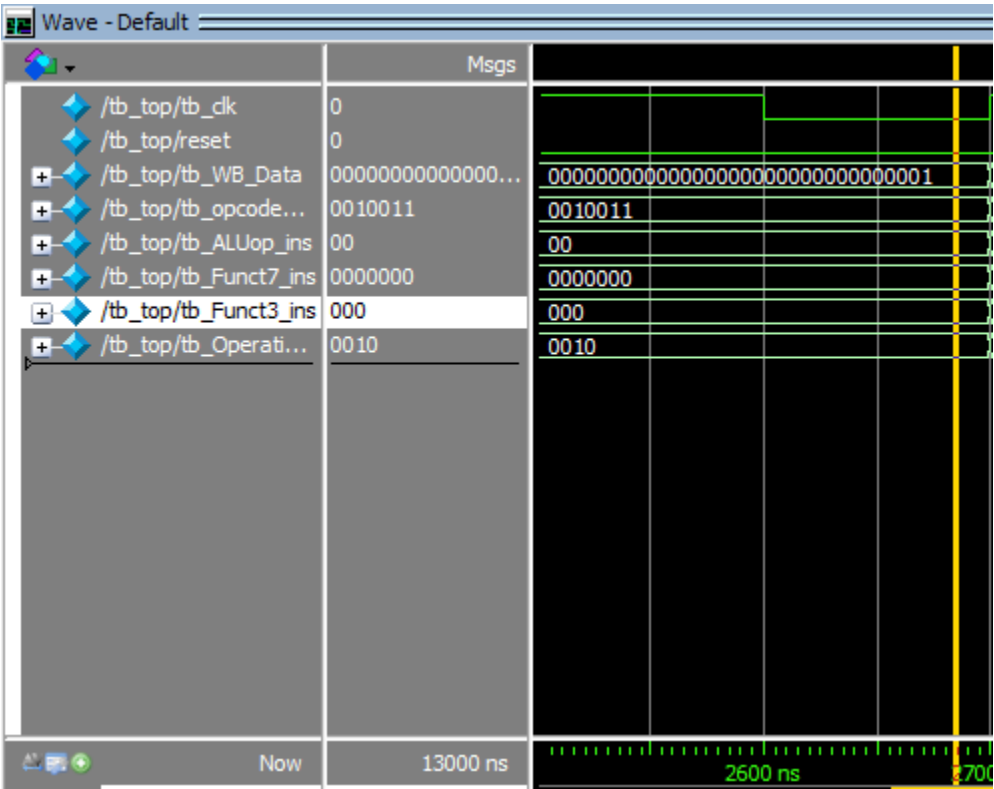 Wave - Default
Msgs
/tb_top/tb_clk 0
/tb_top/reset 0
/tb_top/tb_WB_Data 00000000000000... 00000000000000000000000000000001
/tb_top/tb_opcode... 0010011 0010011
/tb_top/tb_ALUop_ins 00 00
/tb_top/tb_Funct7_ins 0000000 0000000
/tb_top/tb_Funct3_ins 000 000
/tb_top/tb_Operati... 0010 0010
Now 13000 ns 2600 ns 2700